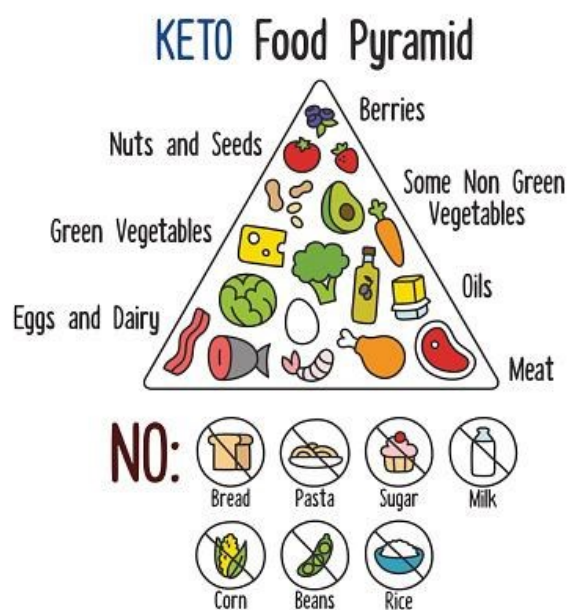 KETO Food Pyramid
Berries
Nuts and Seeds
Some Non Green
Vegetables
Green Vegetables
Oils
Eggs and Dairy
Meat
NO:
Bread
Pasta
Sugar
Milk
Corn
Beans
Rice